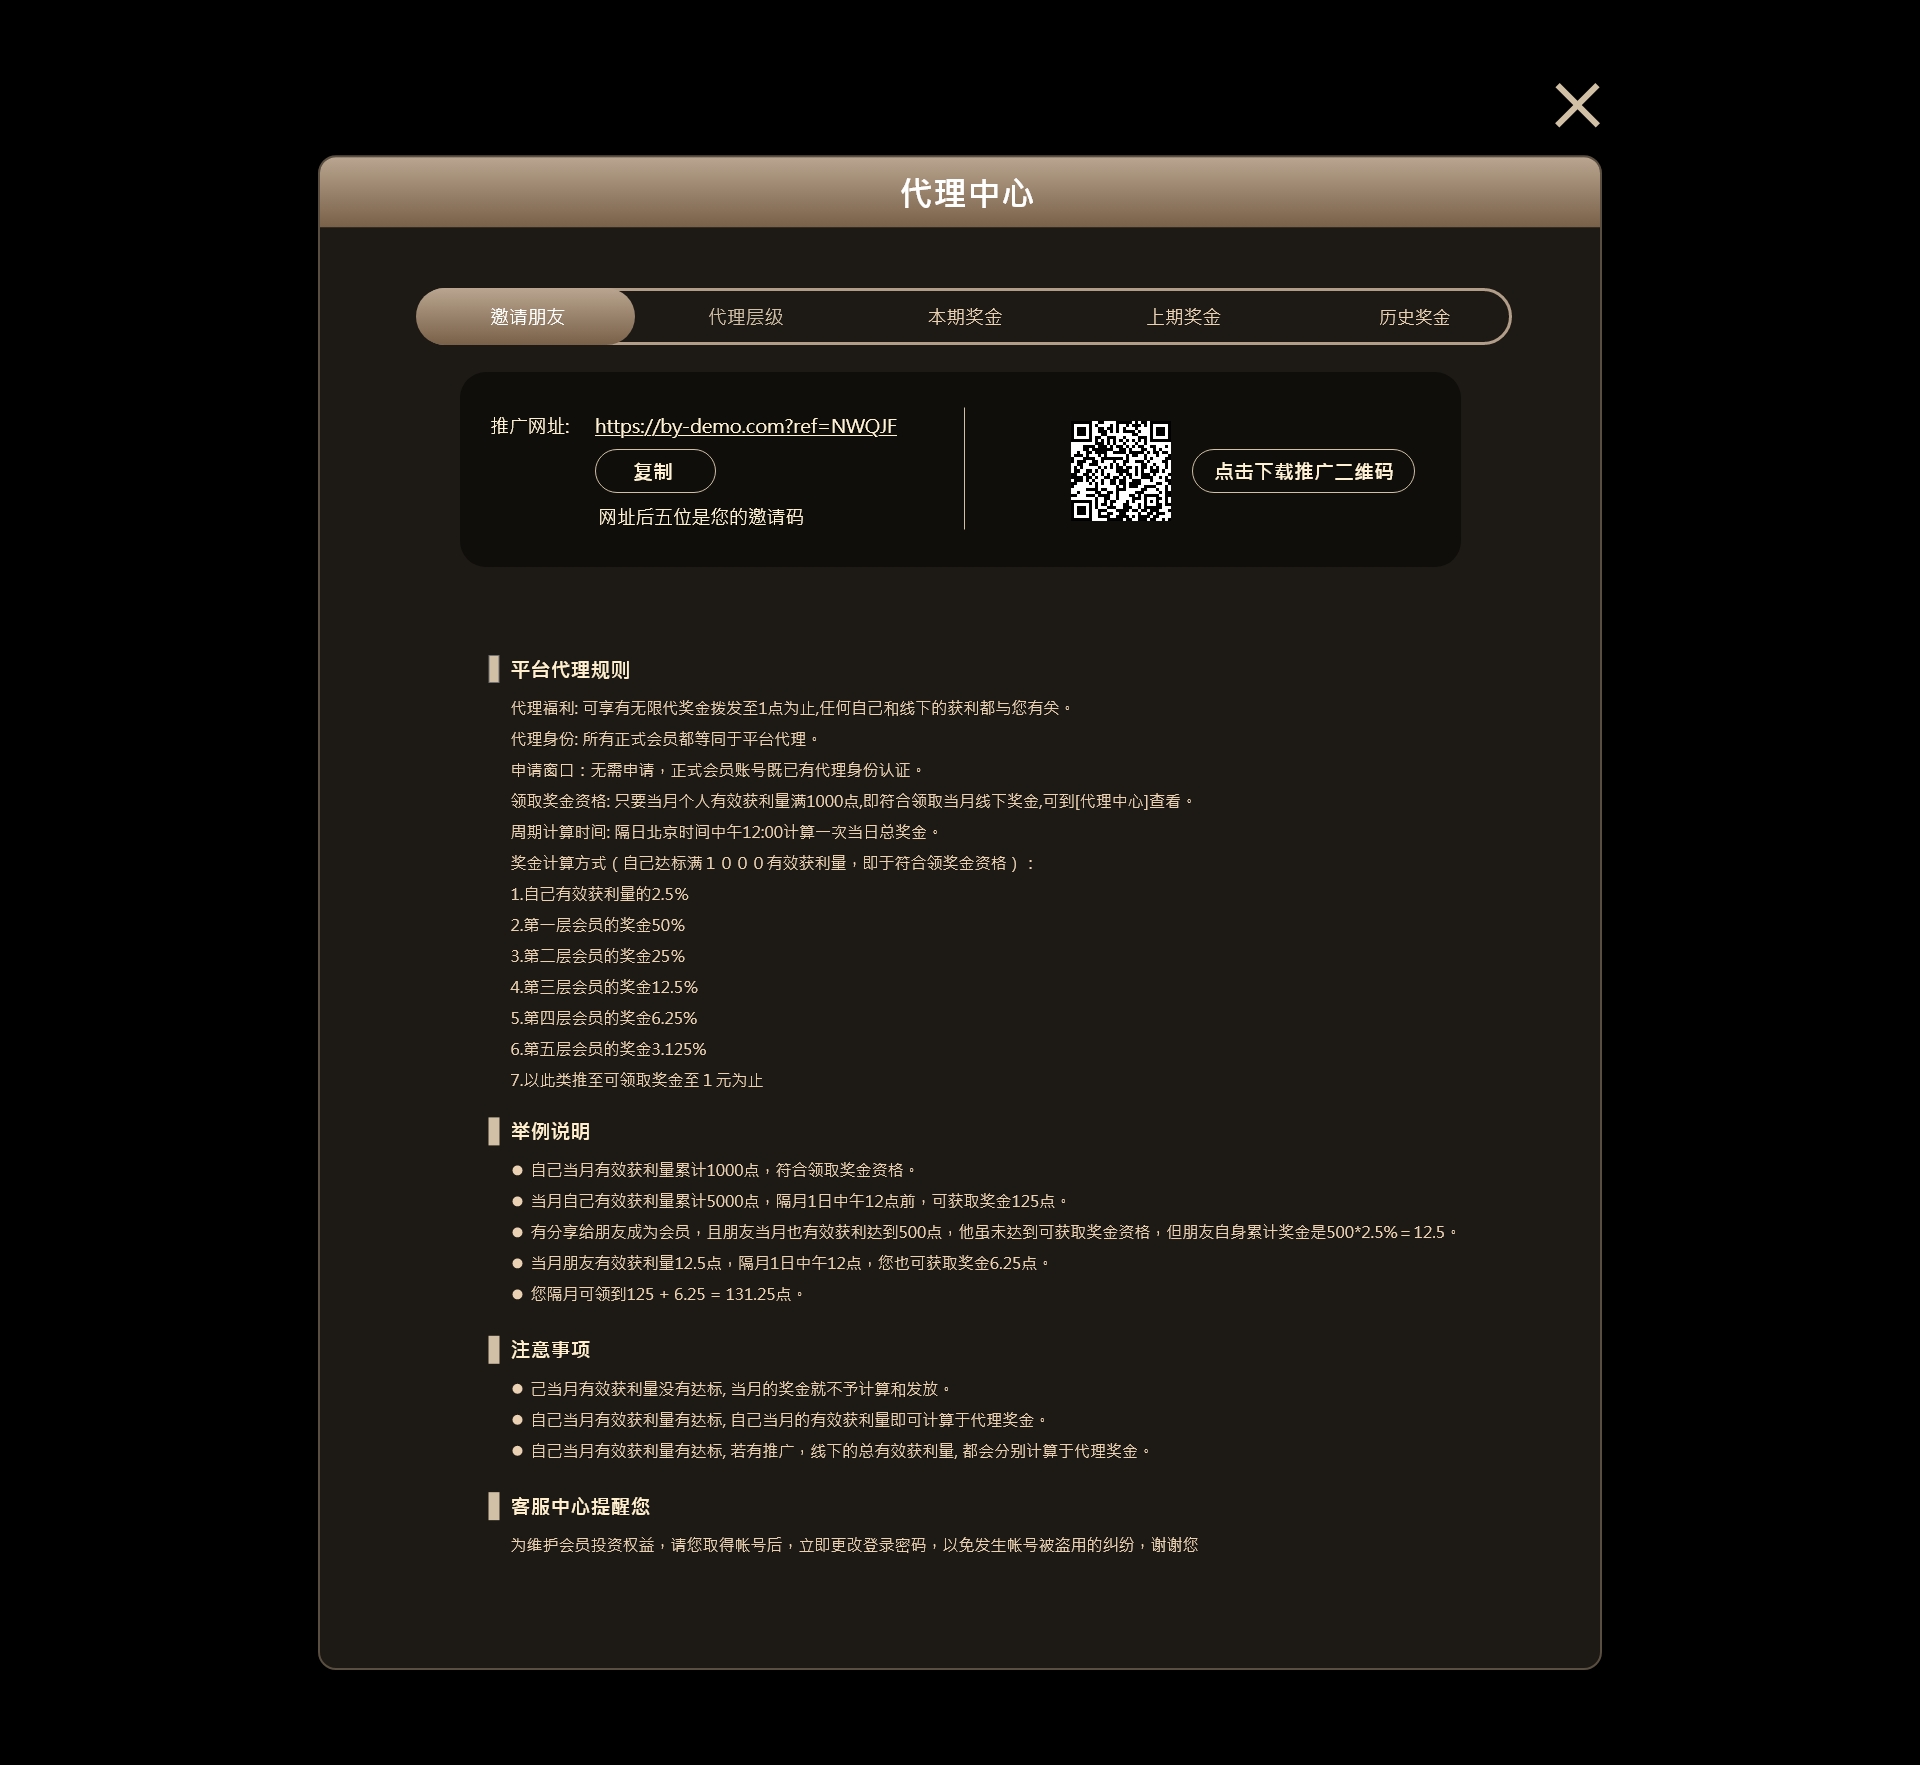 代理中心
邀请朋友
代理层级
本期奖金
上期奖金
历史奖金
推广网址:
https://by-demo.com?ref=NWQJF
复制
网址后五位是您的邀请码
点击下载推广二维码
平台代理规则
代理福利: 可享有无限代奖金拨发至1点为止,任何自己和线下的获利都与您有关。
代理身份: 所有正式会员都等同于平台代理。
申请窗口：无需申请，正式会员账号既已有代理身份认证。
领取奖金资格: 只要当月个人有效获利量满1000点,即符合领取当月线下奖金,可到[代理中心]查看。
周期计算时间: 隔日北京时间中午12:00计算一次当日总奖金。
奖金计算方式（自己达标满１０００有效获利量，即于符合领奖金资格）：
1.自己有效获利量的2.5%
2.第一层会员的奖金50%
3.第二层会员的奖金25%
4.第三层会员的奖金12.5%
5.第四层会员的奖金6.25%
6.第五层会员的奖金3.125%
7.以此类推至可领取奖金至１元为止
举例说明
● 自己当月有效获利量累计1000点，符合领取奖金资格。
● 当月自己有效获利量累计5000点，隔月1日中午12点前，可获取奖金125点。
● 有分享给朋友成为会员，且朋友当月也有效获利达到500点，他虽未达到可获取奖金资格，但朋友自身累计奖金是500*2.5%＝12.5。
● 当月朋友有效获利量12.5点，隔月1日中午12点，您也可获取奖金6.25点。
● 您隔月可领到125 + 6.25 = 131.25点。
注意事项
● 己当月有效获利量没有达标, 当月的奖金就不予计算和发放。
● 自己当月有效获利量有达标, 自己当月的有效获利量即可计算于代理奖金。
● 自己当月有效获利量有达标, 若有推广，线下的总有效获利量, 都会分别计算于代理奖金。
客服中心提醒您
为维护会员投资权益，请您取得帐号后，立即更改登录密码，以免发生帐号被盗用的纠纷，谢谢您